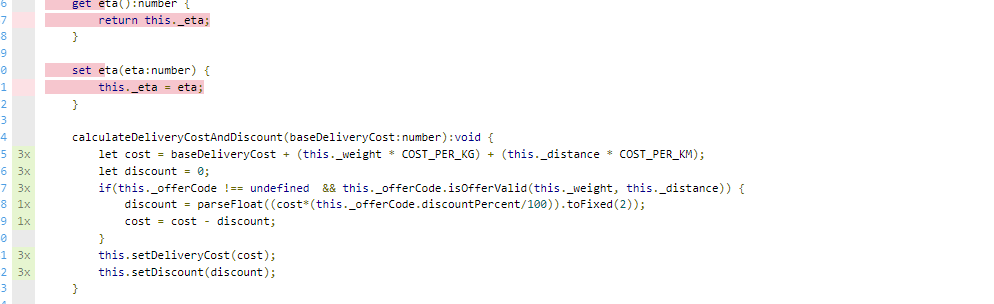 6 get eta():number {
7 return this._eta;
8 }
9
0 set eta(eta:number) {
1 this._eta = eta;
2 }
3
4 calculateDeliveryCostAndDiscount(baseDeliveryCost:number):void {
5 3x let cost = baseDeliveryCost + (this._weight * COST_PER_KG) + (this._distance * COST_PER_KM);
6 3x let discount = 0;
7 3x if(this._offerCode !== undefined  && this._offerCode.isOfferValid(this._weight, this._distance)) {
8 1x discount = parseFloat((cost*(this._offerCode.discountPercent/100)).toFixed(2));
9 1x cost = cost - discount;
0 }
1 3x this.setDeliveryCost(cost);
2 3x this.setDiscount(discount);
3 }